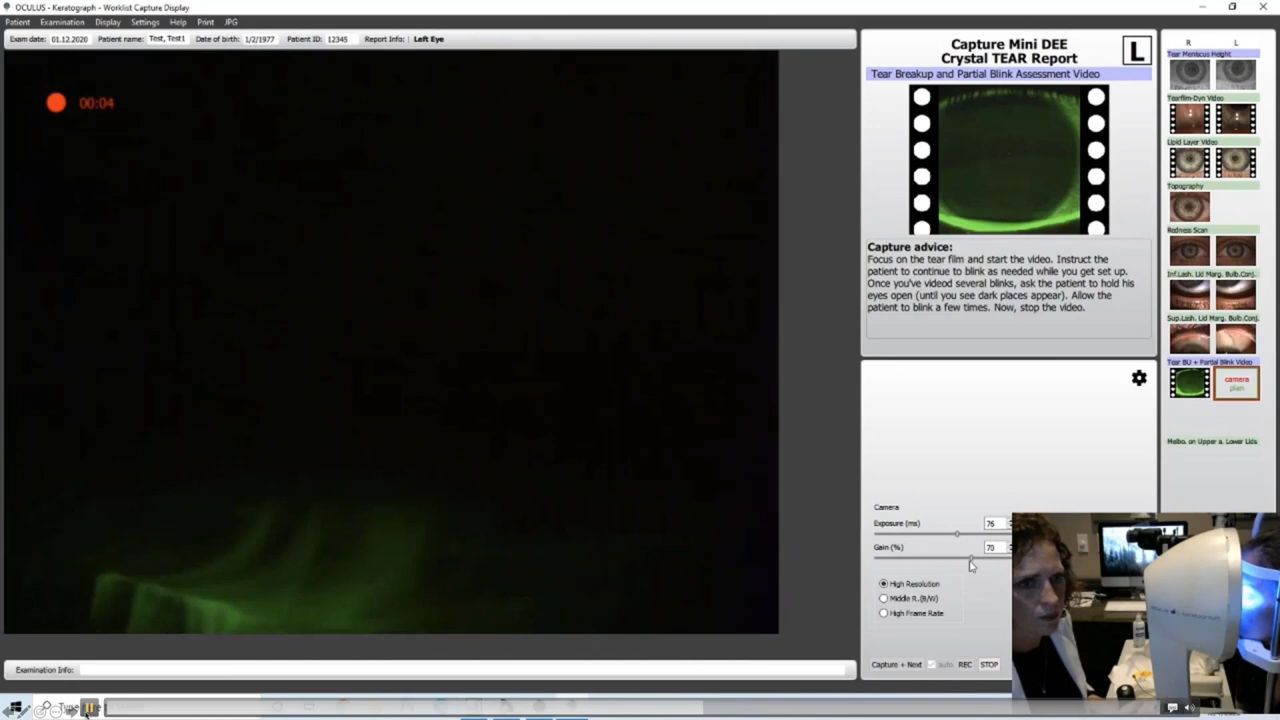 OCULUS - Keratograph - Worklist Capture Display
Patient Examination Display Settings Help Print JPG
Exam date: 01.12.2020 Patient name: Test, Test1 Date of birth: 1/2/1977 Patient ID: 12345 Report Info: | Left Eye
00:04
Examination Info:
Capture Mini DEE
Crystal TEAR Report
L
Tear Breakup and Partial Blink Assessment Video
Capture advice:
Focus on the tear film and start the video. Instruct the
patient to continue to blink as needed while you get set up.
Once you've videod several blinks, ask the patient to hold his
eyes open (until you see dark places appear). Allow the
patient to blink a few times. Now, stop the video.
Camera
Exposure (ms) 76
Gain (%) 70
High Resolution
Middle R.(B/W)
High Frame Rate
Capture + Next auto REC STOP
R L
Tear Meniscus Height
Tearfilm-Dyn Video
Lipid Layer Video
Topography
Redness Scan
Inf.Lash. Lid Marg. Bulb.Conj.
Sup.Lash. Lid Marg. Bulb.Conj.
Tear BU + Partial Blink Video
camera
plan
Meibo. on Upper a. Lower Lids